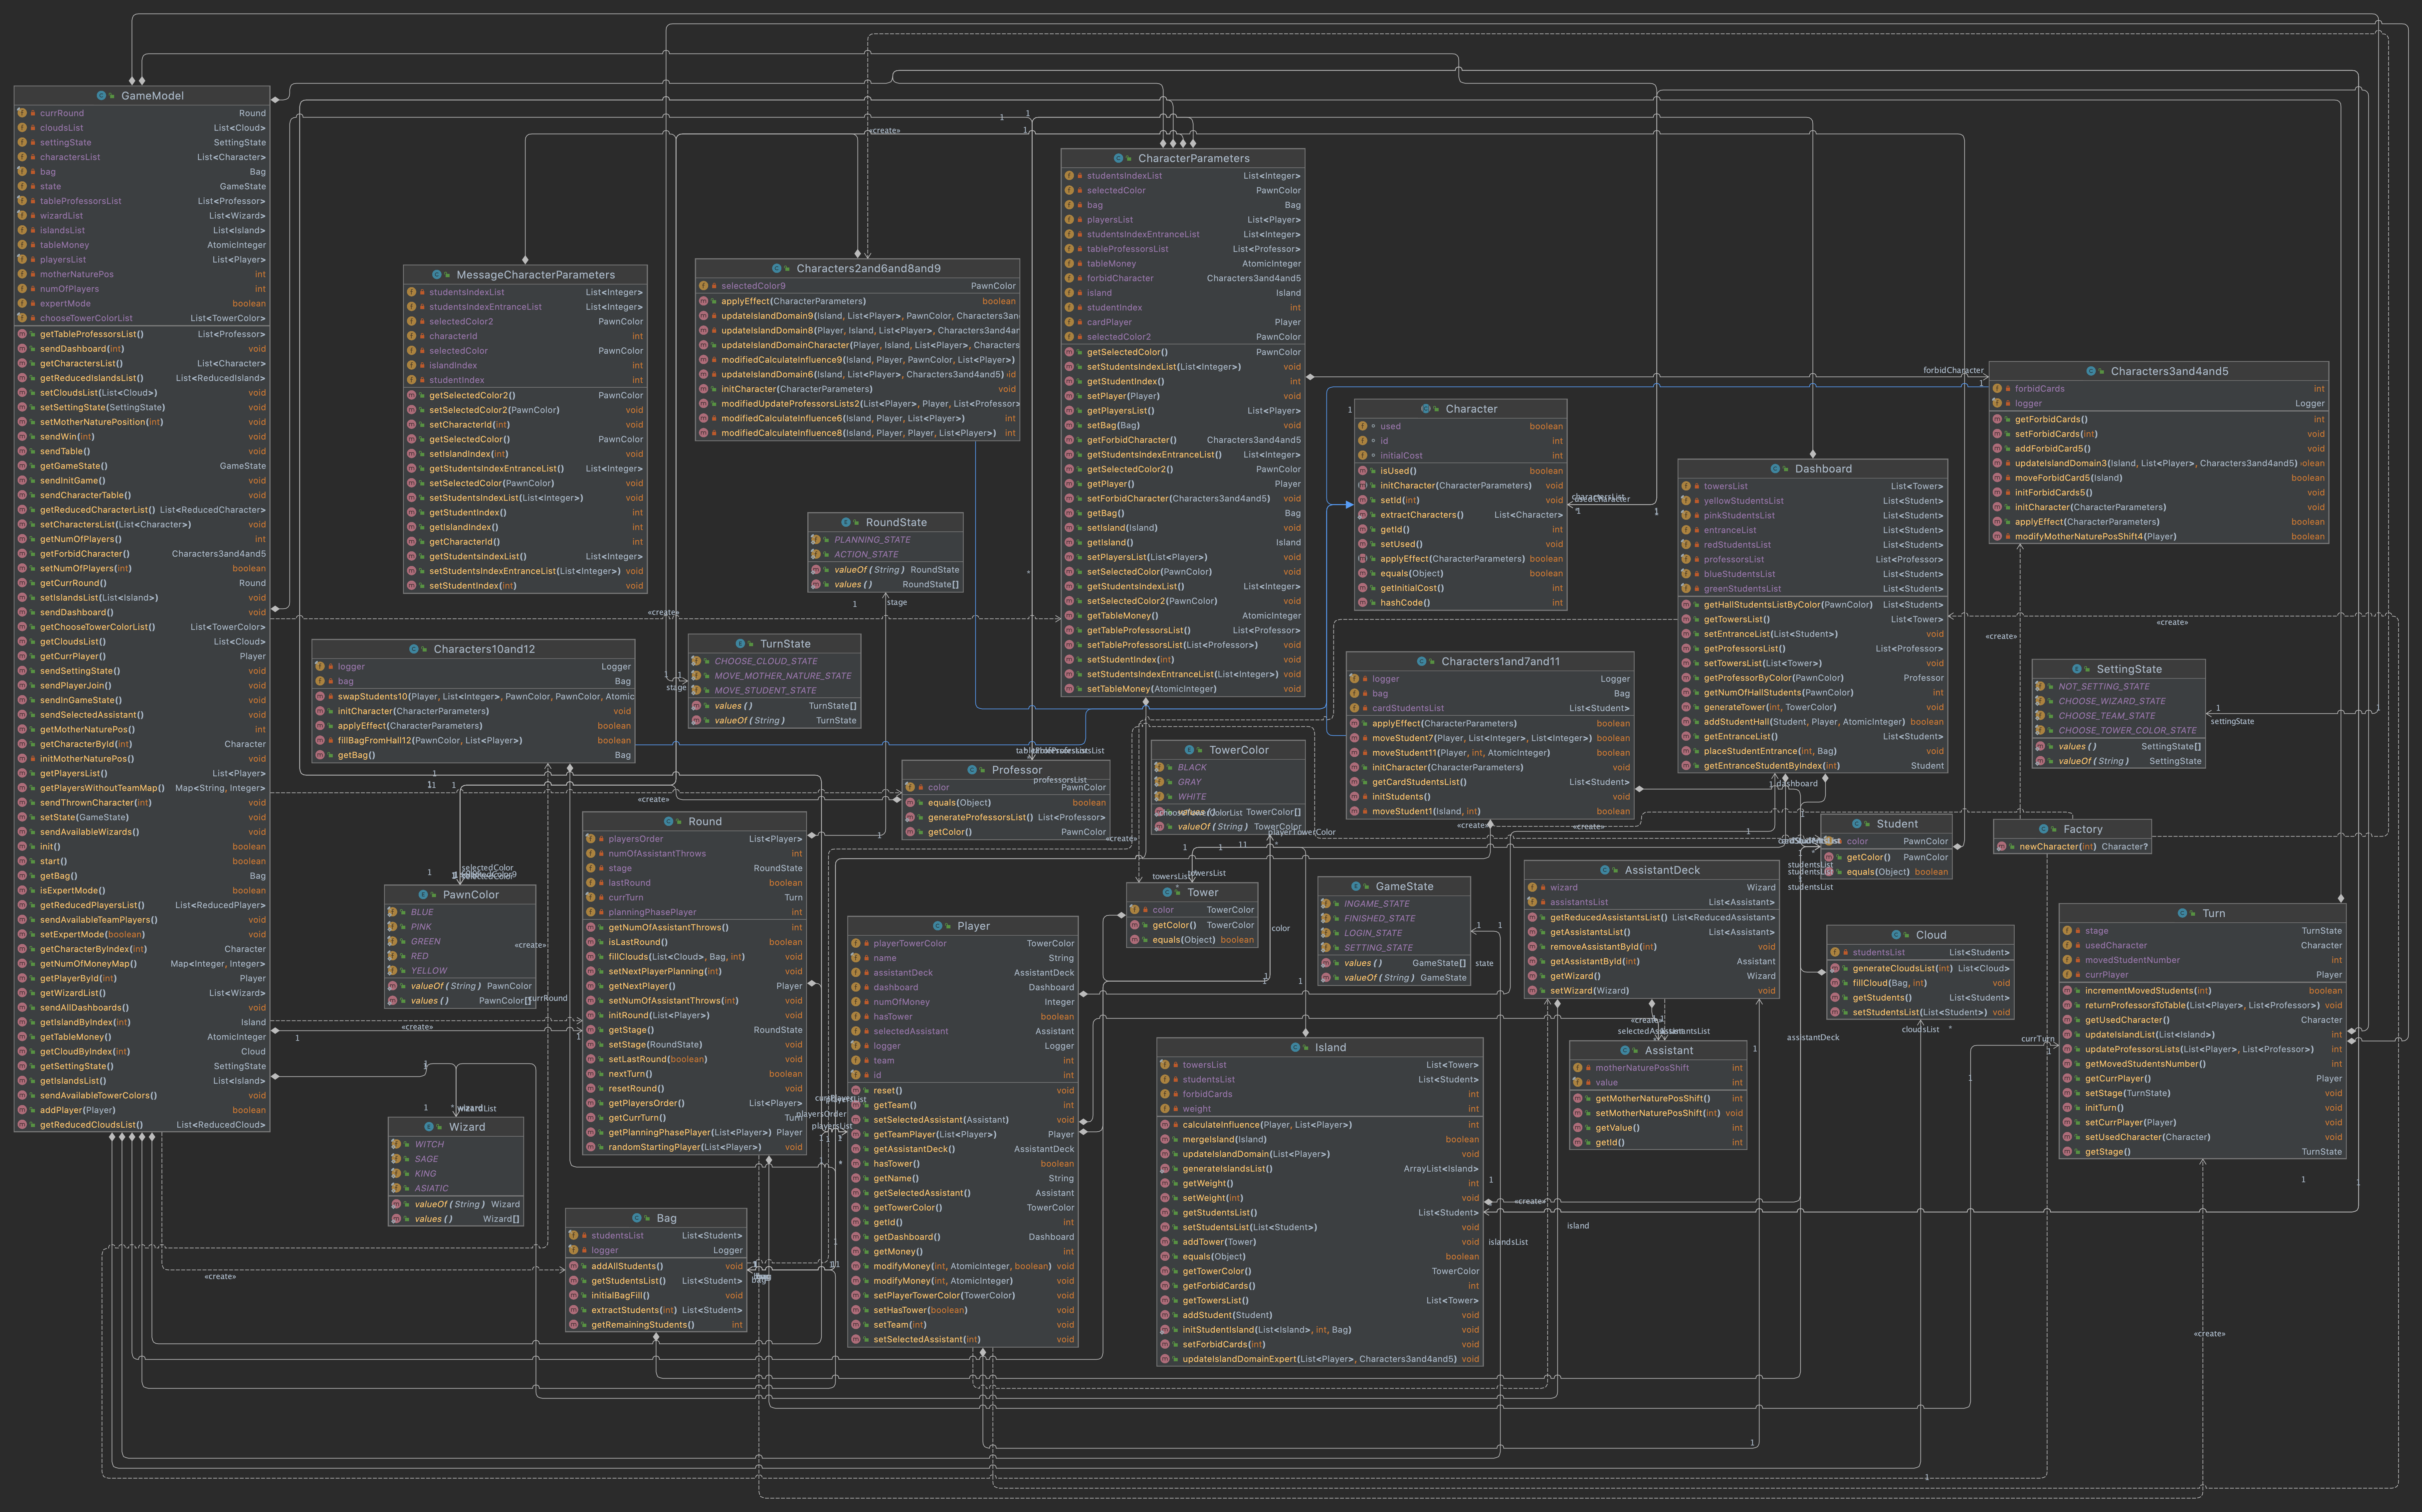 GameModel
currRound Round
cloudsList List<Cloud>
settingState SettingState
charactersList List<Character>
bag Bag
state GameState
tableProfessorsList List<Professor>
wizardList List<Wizard>
islandsList List<Island>
tableMoney AtomicInteger
playersList List<Player>
motherNaturePos int
numOfPlayers int
expertMode boolean
chooseTowerColorList List<TowerColor>
getTableProfessorsList() List<Professor>
sendDashboard(int) void
getCharactersList() List<Character>
getReducedIslandsList() List<ReducedIsland>
setCloudsList(List<Cloud>) void
setSettingState(SettingState) void
setMotherNaturePosition(int) void
sendWin(int) void
sendTable() void
getGameState() GameState
sendInitGame() void
sendCharacterTable() void
getReducedCharacterList() List<ReducedCharacter>
setCharactersList(List<Character>) void
getNumOfPlayers() int
getForbidCharacter() Characters3and4and5
setNumOfPlayers(int) boolean
getCurrRound() Round
setIslandsList(List<Island>) void
sendDashboard() void
getChooseTowerColorList() List<TowerColor>
getCloudsList() List<Cloud>
getCurrPlayer() Player
sendSettingState() void
sendPlayerJoin() void
sendInGameState() void
sendSelectedAssistant() void
getMotherNaturePos() int
getCharacterById(int) Character
initMotherNaturePos() void
getPlayersList() List<Player>
getPlayersWithoutTeamMap() Map<String, Integer>
sendThrownCharacter(int) void
setState(GameState) void
sendAvailableWizards() void
init() boolean
start() boolean
getBag() Bag
isExpertMode() boolean
getReducedPlayersList() List<ReducedPlayer>
sendAvailableTeamPlayers() void
setExpertMode(boolean) void
getCharacterByIndex(int) Character
getNumOfMoneyMap() Map<Integer, Integer>
getPlayerById(int) Player
getWizardList() List<Wizard>
sendAllDashboards() void
getIslandByIndex(int) Island
getTableMoney() AtomicInteger
getCloudByIndex(int) Cloud
getSettingState() SettingState
getIslandsList() List<Island>
sendAvailableTowerColors() void
addPlayer(Player) boolean
getReducedCloudsList() List<ReducedCloud>
MessageCharacterParameters
studentsIndexList List<Integer>
studentsIndexEntranceList List<Integer>
selectedColor2 PawnColor
characterId int
selectedColor PawnColor
islandIndex int
studentIndex int
getSelectedColor2() PawnColor
setSelectedColor2(PawnColor) void
setCharacterId(int) void
getSelectedColor() PawnColor
setIslandIndex(int) void
getStudentsIndexEntranceList() List<Integer>
setSelectedColor(PawnColor) void
setStudentsIndexList(List<Integer>) void
getStudentIndex() int
getIslandIndex() int
getCharacterId() int
getStudentsIndexList() List<Integer>
setStudentsIndexEntranceList(List<Integer>) void
setStudentIndex(int) void
Characters2and6and8and9
selectedColor9 PawnColor
applyEffect(CharacterParameters) boolean
updateIslandDomain9(Island, List<Player>, PawnColor, Characters3an
updateIslandDomain8(Player, Island, List<Player>, Characters3and4ar
updateIslandDomainCharacter(Player, Island, List<Player>, Characters
modifiedCalculateInfluence9(Island, Player, PawnColor, List<Player>)
updateIslandDomain6(Island, List<Player>, Characters3and4and5)
initCharacter(CharacterParameters) void
modifiedUpdateProfessorsLists2(List<Player>, Player, List<Professor>
modifiedCalculateInfluence6(Island, Player, List<Player>) int
modifiedCalculateInfluence8(Island, Player, Player, List<Player>) int
CharacterParameters
studentsIndexList List<Integer>
selectedColor PawnColor
bag Bag
playersList List<Player>
studentsIndexEntranceList List<Integer>
tableProfessorsList List<Professor>
tableMoney AtomicInteger
forbidCharacter Characters3and4and5
island Island
studentIndex int
cardPlayer Player
selectedColor2 PawnColor
getSelectedColor() PawnColor
setStudentsIndexList(List<Integer>) void
getStudentIndex() int
setPlayer(Player) void
getPlayersList() List<Player>
setBag(Bag) void
getForbidCharacter() Characters3and4and5
getStudentsIndexEntranceList() List<Integer>
getSelectedColor2() PawnColor
getPlayer() Player
setForbidCharacter(Characters3and4and5) void
getBag() Bag
setIsland(Island) void
getIsland() Island
setPlayersList(List<Player>) void
setSelectedColor(PawnColor) void
getStudentsIndexList() List<Integer>
setSelectedColor2(PawnColor) void
getTableMoney() AtomicInteger
getTableProfessorsList() List<Professor>
setTableProfessorsList(List<Professor>) void
setStudentIndex(int) void
setStudentsIndexEntranceList(List<Integer>) void
setTableMoney(AtomicInteger) void
Character
used boolean
id int
initialCost int
isUsed() boolean
initCharacter(CharacterParameters) void
setId(int) void
extractCharacters() List<Character>
getId() int
setUsed() void
applyEffect(CharacterParameters) boolean
equals(Object) boolean
getInitialCost() int
hashCode() int
Characters3and4and5
forbidCards int
logger Logger
getForbidCards() int
setForbidCards(int) void
addForbidCard5() void
updateIslandDomain3(Island, List<Player>, Characters3and4and5)
moveForbidCard5(Island) boolean
initForbidCards5() void
initCharacter(CharacterParameters) void
applyEffect(CharacterParameters) boolean
modifyMotherNaturePosShift4(Player) boolean
Dashboard
towersList List<Tower>
yellowStudentsList List<Student>
pinkStudentsList List<Student>
entranceList List<Student>
redStudentsList List<Student>
professorsList List<Professor>
blueStudentsList List<Student>
greenStudentsList List<Student>
getHallStudentsListByColor(PawnColor) List<Student>
getTowersList() List<Tower>
setEntranceList(List<Student>) void
getProfessorsList() List<Professor>
setTowersList(List<Tower>) void
getProfessorByColor(PawnColor) Professor
getNumOfHallStudents(PawnColor) int
generateTower(int, TowerColor) void
addStudentHall(Student, Player, AtomicInteger) boolean
getEntranceList() List<Student>
placeStudentEntrance(int, Bag) void
getEntranceStudentByIndex(int) Student
RoundState
PLANNING_STATE
ACTION_STATE
valueOf(String) RoundState
values() RoundState[]
Characters10and12
logger Logger
bag Bag
swapStudents10(Player, List<Integer>, PawnColor, PawnColor, Atomic
initCharacter(CharacterParameters) void
applyEffect(CharacterParameters) boolean
fillBagFromHall12(PawnColor, List<Player>) boolean
getBag() Bag
TurnState
CHOOSE_CLOUD_STATE
MOVE_MOTHER_NATURE_STATE
MOVE_STUDENT_STATE
values() TurnState[]
valueOf(String) TurnState
Characters1and7and11
logger Logger
bag Bag
cardStudentsList List<Student>
applyEffect(CharacterParameters) boolean
moveStudent7(Player, List<Integer>, List<Integer>) boolean
moveStudent11(Player, int, AtomicInteger) boolean
initCharacter(CharacterParameters) void
getCardStudentsList() List<Student>
initStudents() void
moveStudent1(Island, int) boolean
SettingState
NOT_SETTING_STATE
CHOOSE_WIZARD_STATE
CHOOSE_TEAM_STATE
CHOOSE_TOWER_COLOR_STATE
values() SettingState[]
valueOf(String) SettingState
TowerColor
BLACK
GRAY
WHITE
TowerColor[]
valueOf(String) TowerColor
Professor
color PawnColor
equals(Object) boolean
generateProfessorsList() List<Professor>
getColor() PawnColor
Round
playersOrder List<Player>
numOfAssistantThrows int
stage RoundState
lastRound boolean
currTurn Turn
planningPhasePlayer int
getNumOfAssistantThrows() int
isLastRound() boolean
fillClouds(List<Cloud>, Bag, int) void
setNextPlayerPlanning(int) void
getNextPlayer() Player
setNumOfAssistantThrows(int) void
initRound(List<Player>) void
getStage() RoundState
setStage(RoundState) void
setLastRound(boolean) void
nextTurn() boolean
resetRound() void
getPlayersOrder() List<Player>
getCurrTurn() Turn
getPlanningPhasePlayer(List<Player>) Player
randomStartingPlayer(List<Player>) void
Student
color PawnColor
getColor() PawnColor
equals(Object) boolean
Factory
newCharacter(int) Character?
PawnColor
BLUE
PINK
GREEN
RED
YELLOW
valueOf(String) PawnColor
values() PawnColor[]
Tower
color TowerColor
getColor() TowerColor
equals(Object) boolean
GameState
INGAME_STATE
FINISHED_STATE
LOGIN_STATE
SETTING_STATE
values() GameState[]
valueOf(String) GameState
AssistantDeck
wizard Wizard
assistantsList List<Assistant>
getReducedAssistantsList() List<ReducedAssistant>
getAssistantsList() List<Assistant>
removeAssistantById(int) void
getAssistantById(int) Assistant
getWizard() Wizard
setWizard(Wizard) void
Player
playerTowerColor TowerColor
name String
assistantDeck AssistantDeck
dashboard Dashboard
numOfMoney Integer
hasTower boolean
selectedAssistant Assistant
logger Logger
team int
id int
reset() void
getTeam() int
setSelectedAssistant(Assistant) void
getTeamPlayer(List<Player>) Player
getAssistantDeck() AssistantDeck
hasTower() boolean
getName() String
getSelectedAssistant() Assistant
getTowerColor() TowerColor
getId() int
getDashboard() Dashboard
getMoney() int
modifyMoney(int, AtomicInteger, boolean) void
modifyMoney(int, AtomicInteger) void
setPlayerTowerColor(TowerColor) void
setHasTower(boolean) void
setTeam(int) void
setSelectedAssistant(int) void
Cloud
studentsList List<Student>
generateCloudsList(int) List<Cloud>
fillCloud(Bag, int) void
getStudents() List<Student>
setStudentsList(List<Student>) void
Turn
stage TurnState
usedCharacter Character
movedStudentNumber int
currPlayer Player
incrementMovedStudents(int) boolean
returnProfessorsToTable(List<Player>, List<Professor>) void
getUsedCharacter() Character
updateIslandList(List<Island>) int
updateProfessorsLists(List<Player>, List<Professor>) int
getMovedStudentsNumber() int
getCurrPlayer() Player
setStage(TurnState) void
initTurn() void
setCurrPlayer(Player) void
setUsedCharacter(Character) void
getStage() TurnState
Island
towersList List<Tower>
studentsList List<Student>
forbidCards int
weight int
calculateInfluence(Player, List<Player>) int
mergeIsland(Island) boolean
updateIslandDomain(List<Player>) void
generateIslandsList() ArrayList<Island>
getWeight() int
setWeight(int) void
getStudentsList() List<Student>
setStudentsList(List<Student>) void
addTower(Tower) void
equals(Object) boolean
getTowerColor() TowerColor
getForbidCards() int
getTowersList() List<Tower>
addStudent(Student) void
initStudentIsland(List<Island>, int, Bag) void
setForbidCards(int) void
updateIslandDomainExpert(List<Player>, Characters3and4and5) void
Assistant
motherNaturePosShift int
value int
getMotherNaturePosShift() int
setMotherNaturePosShift(int) void
getValue() int
getId() int
Wizard
WITCH
SAGE
KING
ASIATIC
valueOf(String) Wizard
values() Wizard[]
Bag
studentsList List<Student>
logger Logger
addAllStudents() void
getStudentsList() List<Student>
initialBagFill() void
extractStudents(int) List<Student>
getRemainingStudents() int
«create»
forbidCharacter
stage
«create»
stage
«create»
«create»
settingState
dashboard
professorsList
«create»
«create»
«create»
towersList
towersList
studentsList
studentsList
studentsList
selectedColor
«create»
color
state
«create»
cloudsList
currTurn
assistantDeck
playersOrder
«create»
island
islandsList
«create»
«create»